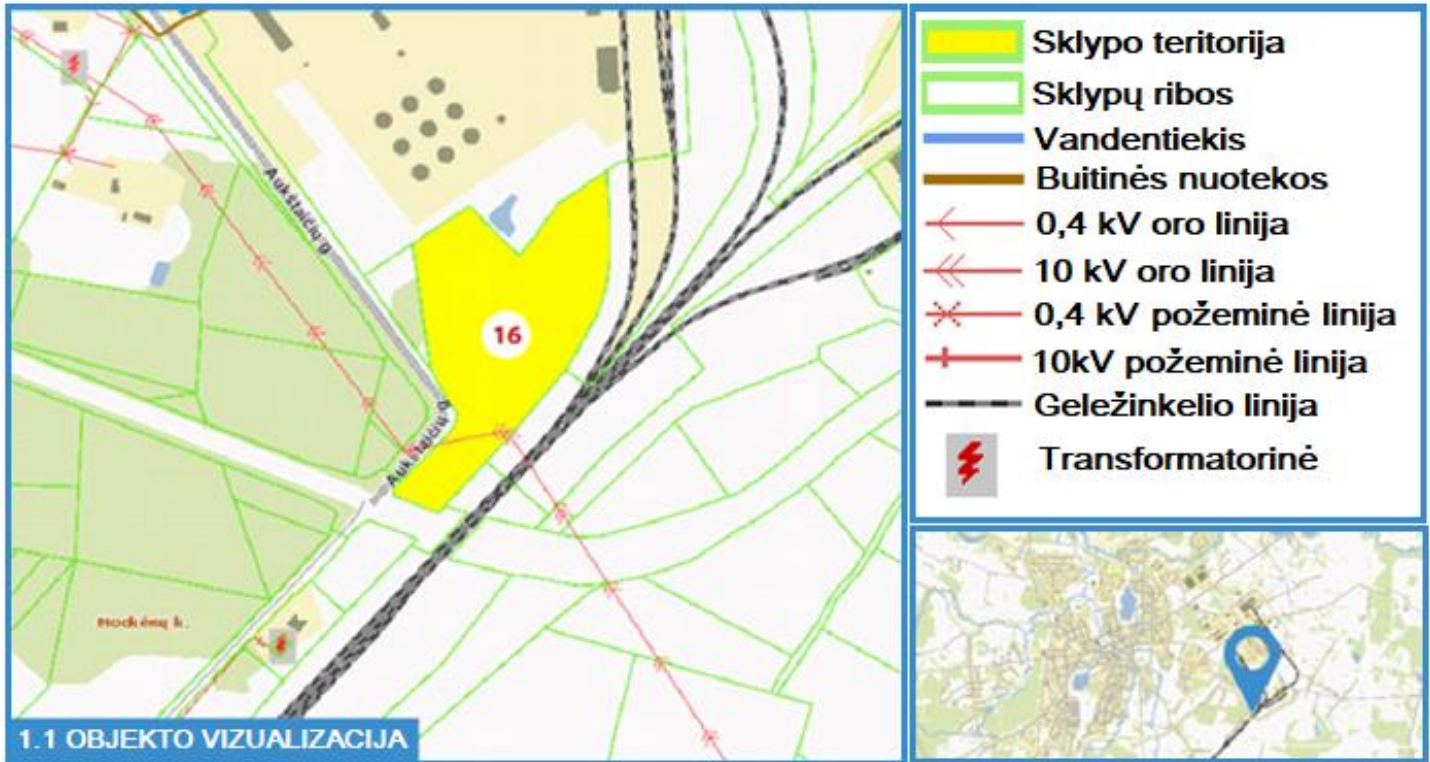 Aukštaičių g.
16
Aukštaičių g.
1.1 OBJEKTO VIZUALIZACIJA
Sklypo teritorija
Sklypų ribos
Vandentiekis
Buitinės nuotekos
0,4 kV oro linija
10 kV oro linija
0,4 kV požeminė linija
10kV požeminė linija
Geležinkelio linija
Transformatorinė